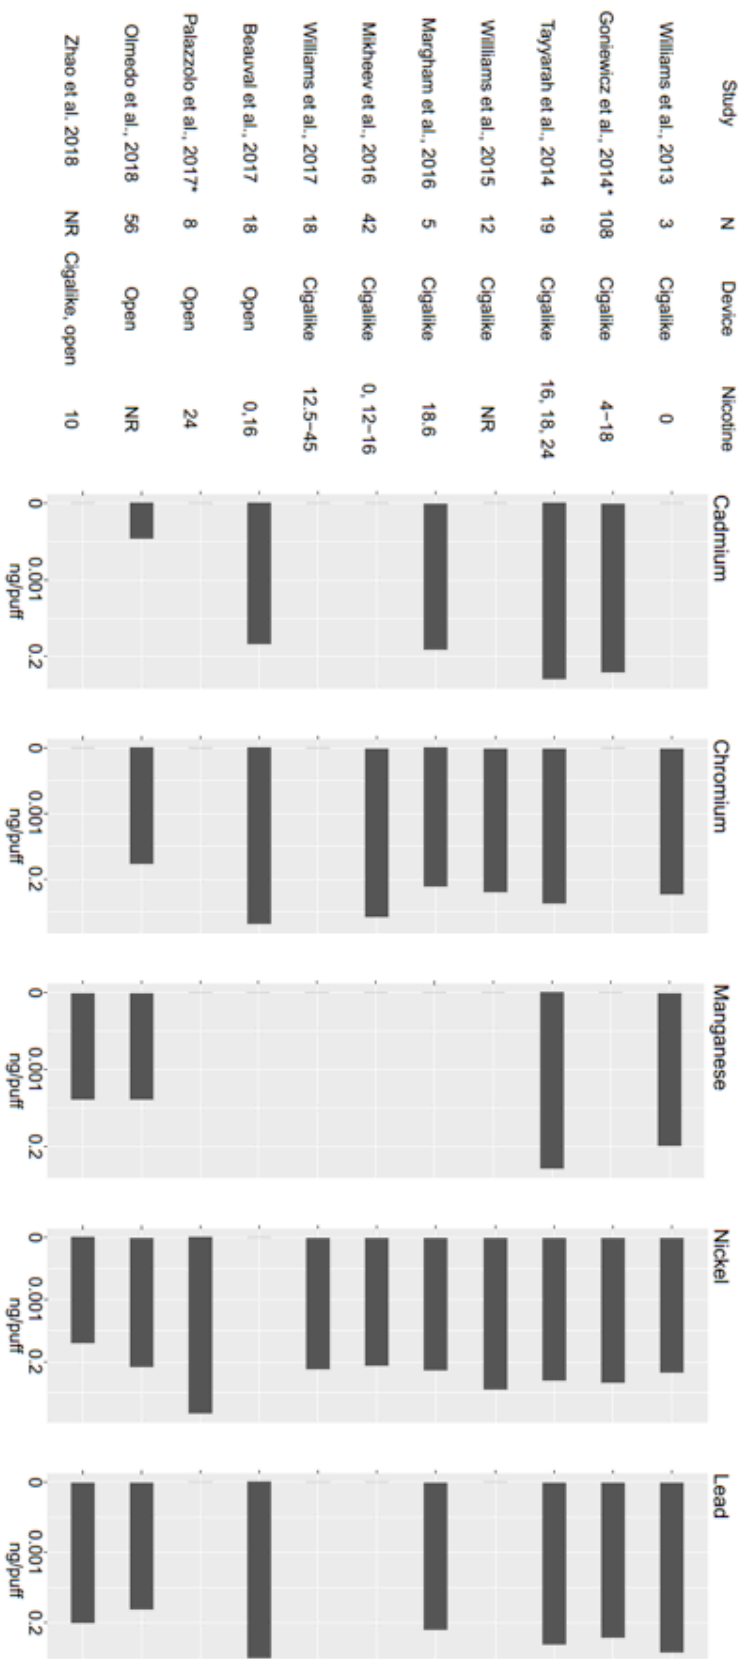 Study N Device Nicotine Cadmium Chromium Manganese Nickel Lead
Williams et al., 2013 3 Cigalike 0
Goniewicz et al., 2014* 108 Cigalike 4−18
Tayyarah et al., 2014 19 Cigalike 16, 18, 24
Willliams et al., 2015 12 Cigalike NR
Margham et al., 2016 5 Cigalike 18.6
Mikheev et al., 2016 42 Cigalike 0, 12−16
Williams et al., 2017 18 Cigalike 12.5−45
Beauval et al., 2017 18 Open 0,16
Palazzolo et al., 2017* 8 Open 24
Olmedo et al., 2018 56 Open NR
Zhao et al. 2018 NR Cigalike, open 10
0 0.001 0.2 0 0.001 0.2 0 0.001 0.2 0 0.001 0.2 0 0.001 0.2
ng/puff ng/puff ng/puff ng/puff ng/puff